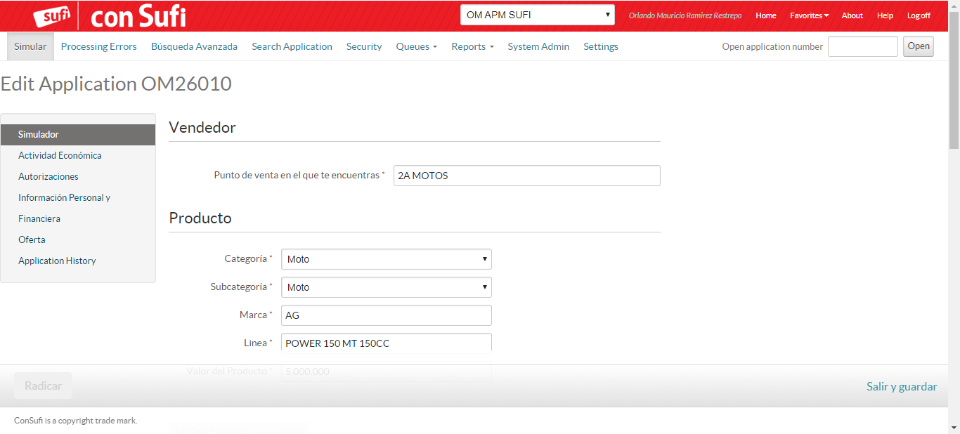 sufi con Sufi
OM APM SUFI
Orlando Mauricio Ramírez Restrepo
Home Favorites About Help Log off
Simular Processing Errors Búsqueda Avanzada Search Application Security Queues Reports System Admin Settings
Open application number Open
Edit Application OM26010
Simulador
Actividad Económica
Autorizaciones
Información Personal y
Financiera
Oferta
Application History
Vendedor
Punto de venta en el que te encuentras * 2A MOTOS
Producto
Categoría * Moto
Subcategoría * Moto
Marca * AG
Linea * POWER 150 MT 150CC
Valor del Producto * 5.000.000
Radicar
Salir y guardar
ConSufi is a copyright trade mark.